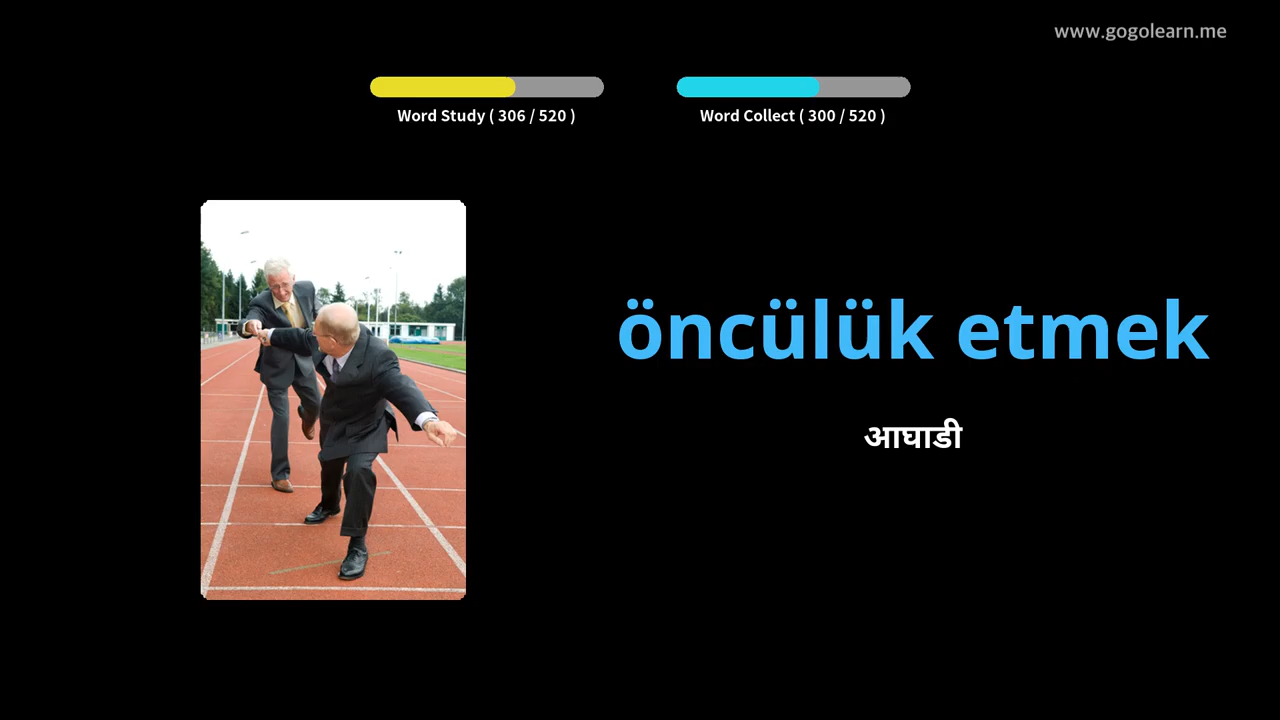 www.gogolearn.me
Word Study ( 306 / 520 )
Word Collect ( 300 / 520 )
öncülük etmek
आघाडी